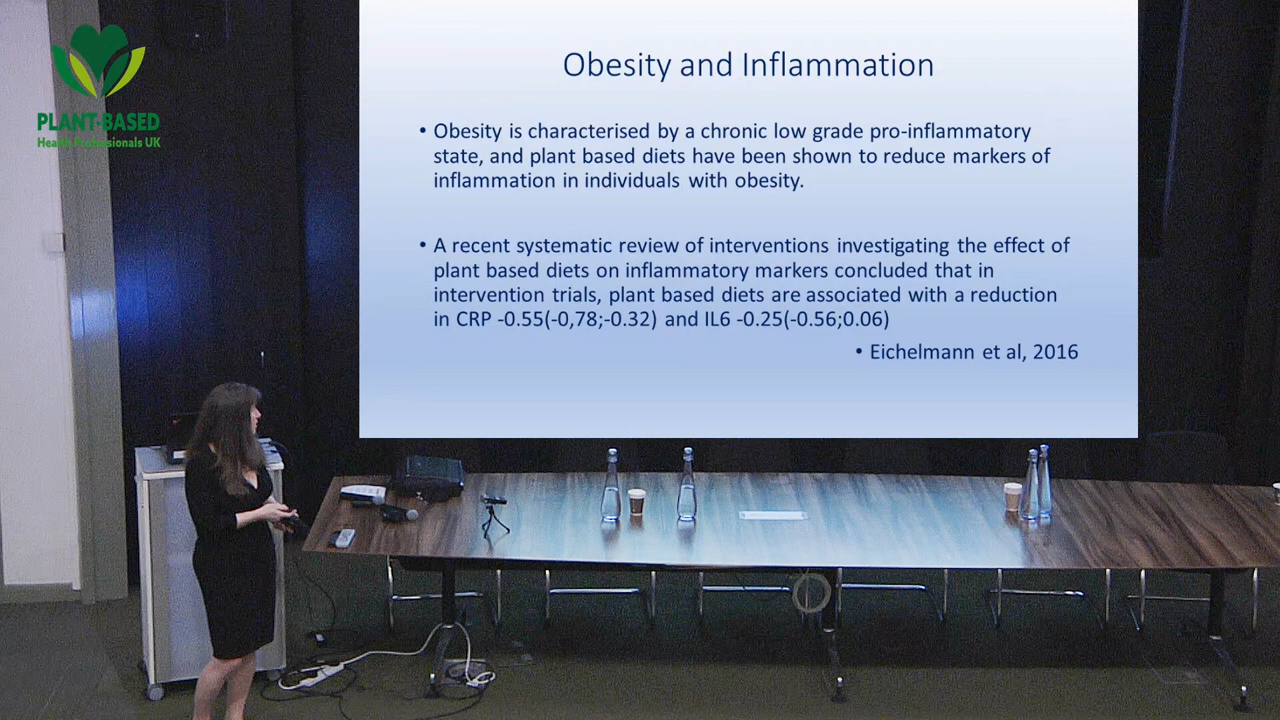 PLANT-BASED
Health Professionals UK
Obesity and Inflammation
• Obesity is characterised by a chronic low grade pro-inflammatory
state, and plant based diets have been shown to reduce markers of
inflammation in individuals with obesity.
• A recent systematic review of interventions investigating the effect of
plant based diets on inflammatory markers concluded that in
intervention trials, plant based diets are associated with a reduction
in CRP -0.55(-0,78;-0.32) and IL6 -0.25(-0.56;0.06)
• Eichelmann et al, 2016